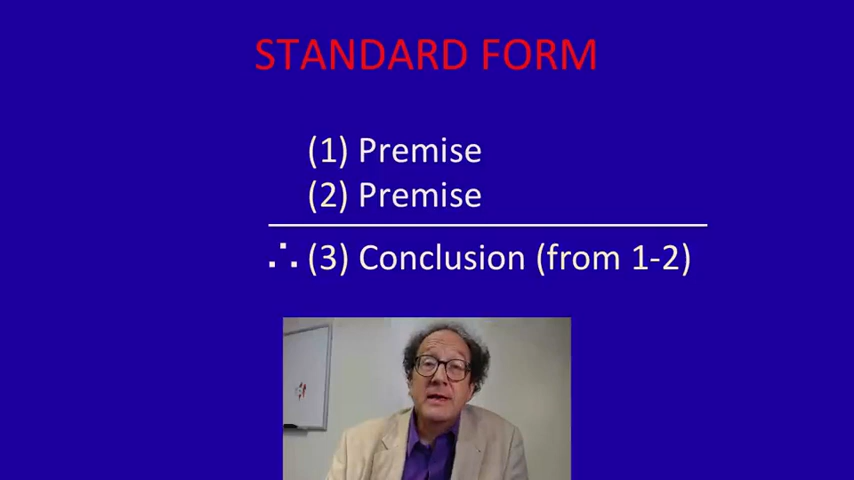 STANDARD FORM
(1) Premise
(2) Premise
∴ (3) Conclusion (from 1-2)